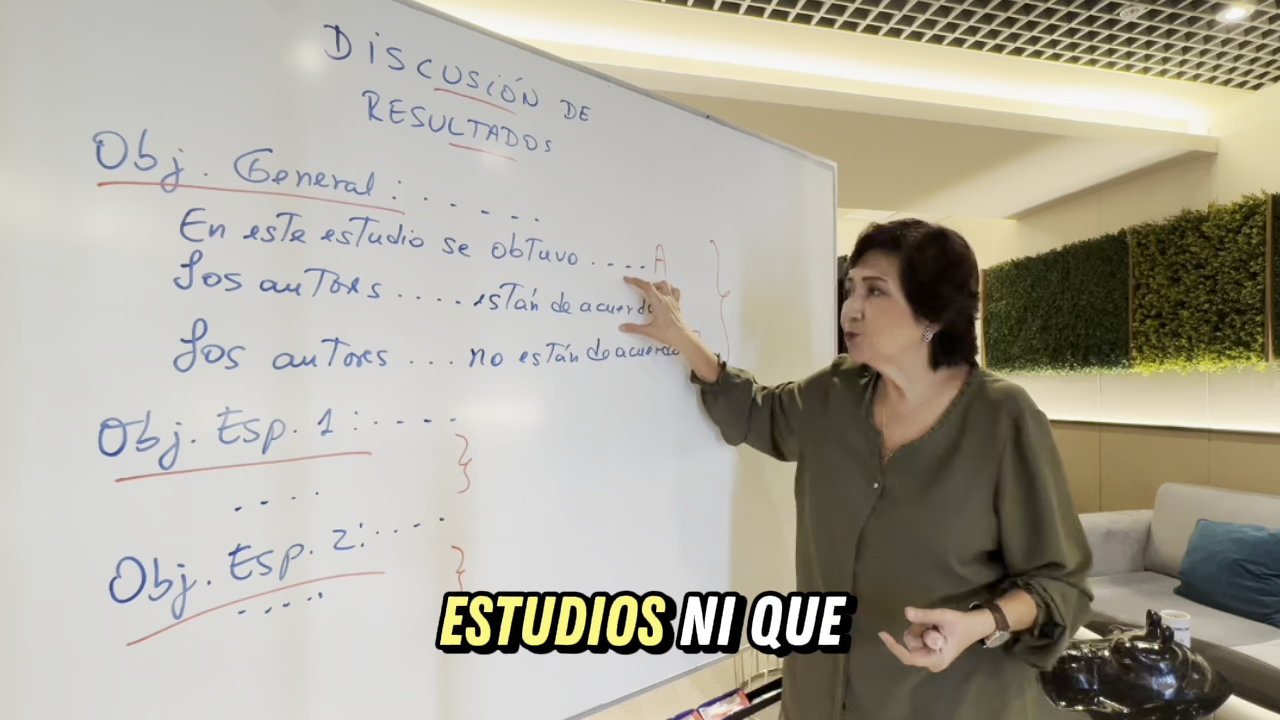 DISCUSIÓN DE
RESULTADOS
Obj. General: . . . . . .
En este estudio se obtuvo . . . . . A
Los autores . . . . están de acuerdo
Los autores . . . no están de acuerdo
Obj. Esp. 1 : . . . . .
. . . .
Obj. Esp. 2: . . . . .
. . . . .
ESTUDIOS NI QUE